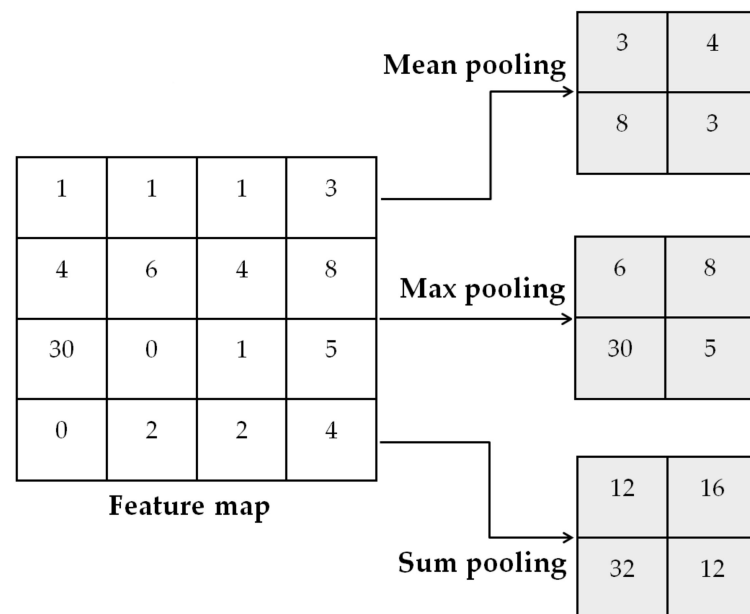 Mean pooling
3 4
8 3
1 1 1 3
4 6 4 8
30 0 1 5
0 2 2 4
Feature map
Max pooling
6 8
30 5
Sum pooling
12 16
32 12